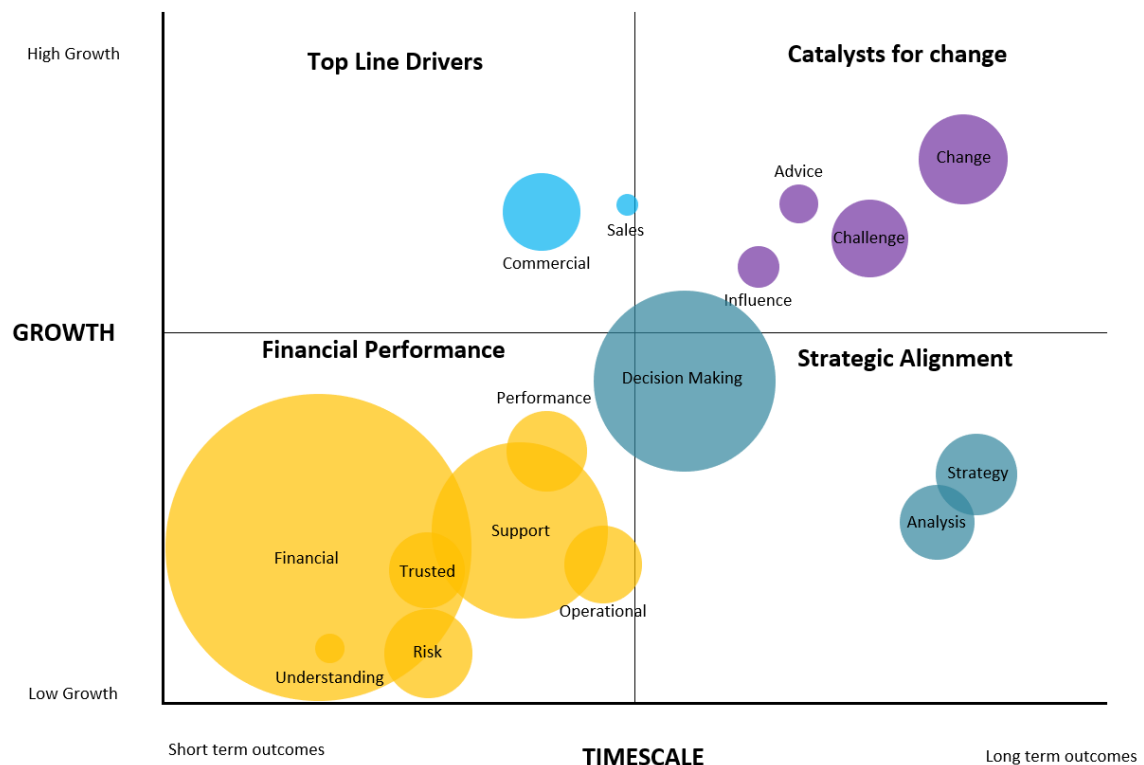 High Growth
Top Line Drivers
Catalysts for change
Change
Advice
Sales
Challenge
Commercial
Influence
GROWTH
Financial Performance
Strategic Alignment
Decision Making
Performance
Strategy
Support
Analysis
Financial
Trusted
Operational
Risk
Understanding
Low Growth
Short term outcomes
TIMESCALE
Long term outcomes